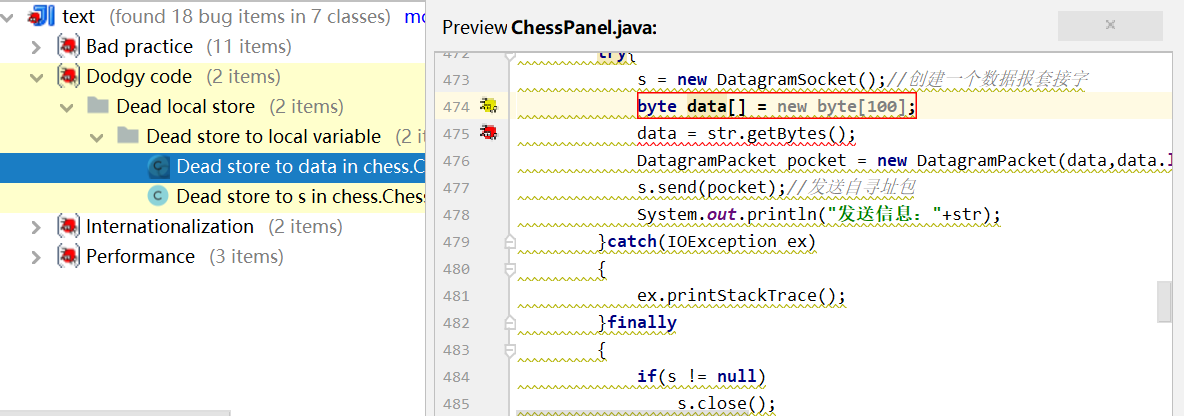 text (found 18 bug items in 7 classes)
Bad practice (11 items)
Dodgy code (2 items)
Dead local store (2 items)
Dead store to local variable (2 items)
Dead store to data in chess.C
Dead store to s in chess.Chess
Internationalization (2 items)
Performance (3 items)
Preview ChessPanel.java:
472 try{
473 s = new DatagramSocket();//创建一个数据报套接字
474 byte data[] = new byte[100];
475 data = str.getBytes();
476 DatagramPacket pocket = new DatagramPacket(data,data.l
477 s.send(pocket);//发送自寻址包
478 System.out.println("发送信息："+str);
479 }catch(IOException ex)
480 {
481 ex.printStackTrace();
482 }finally
483 {
484 if(s != null)
485 s.close();